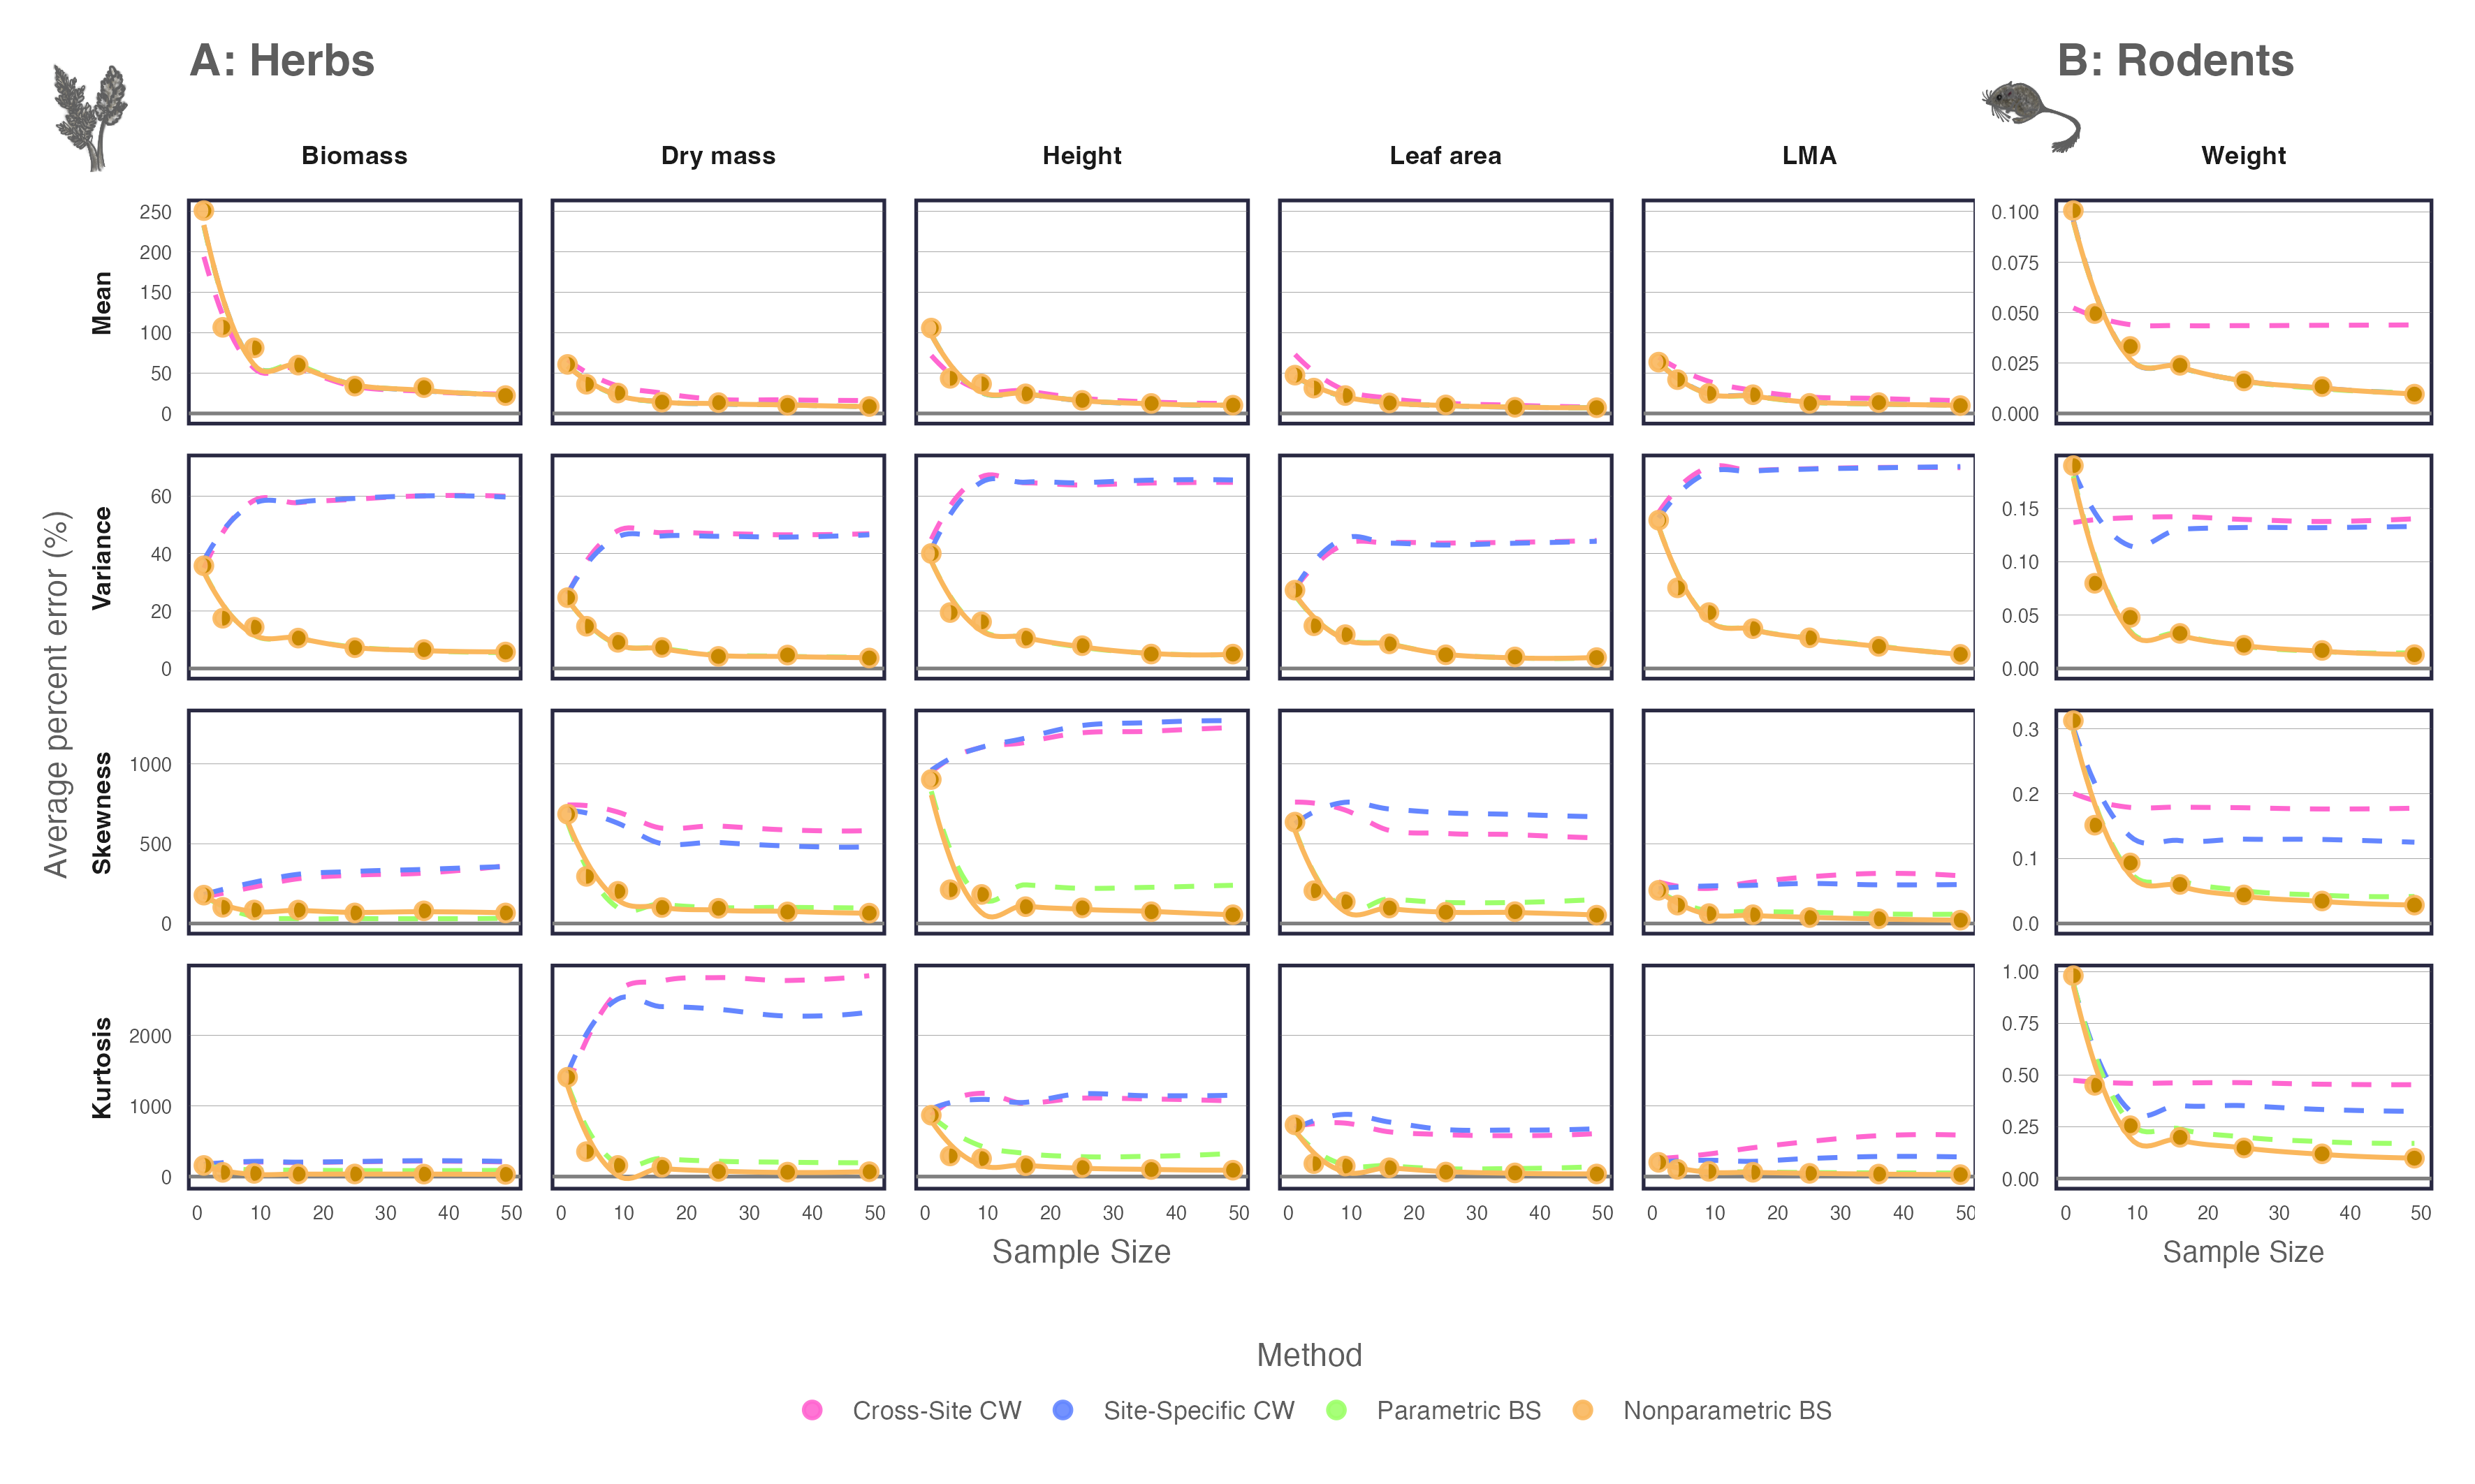 A: Herbs
B: Rodents
Biomass
Dry mass
Height
Leaf area
LMA
Weight
Average percent error (%)
Mean
250
200
150
100
50
0
0.100
0.075
0.050
0.025
0.000
Variance
60
40
20
0
0.15
0.10
0.05
0.00
Skewness
1000
500
0
0.3
0.2
0.1
0.0
Kurtosis
2000
1000
0
1.00
0.75
0.50
0.25
0.00
0 10 20 30 40 50
0 10 20 30 40 50
0 10 20 30 40 50
0 10 20 30 40 50
0 10 20 30 40 50
0 10 20 30 40 50
Sample Size
Sample Size
Method
Cross-Site CW
Site-Specific CW
Parametric BS
Nonparametric BS